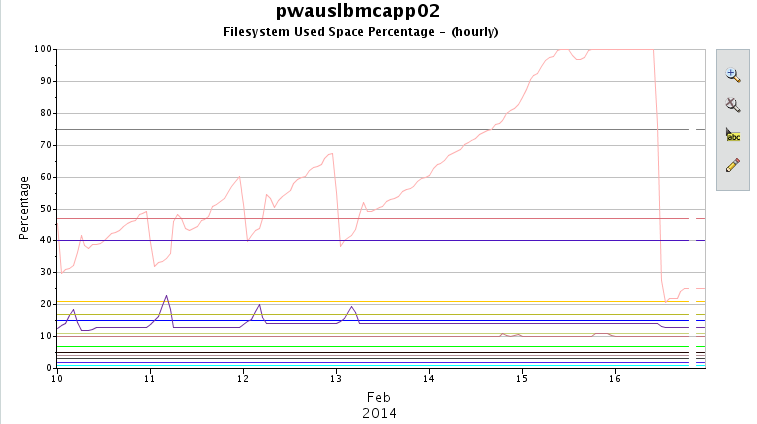 pwauslbmcapp02
Filesystem Used Space Percentage - (hourly)
100
90
80
70
60
50
40
30
20
10
0
Percentage
10 11 12 13 14 15 16
Feb
2014
abc